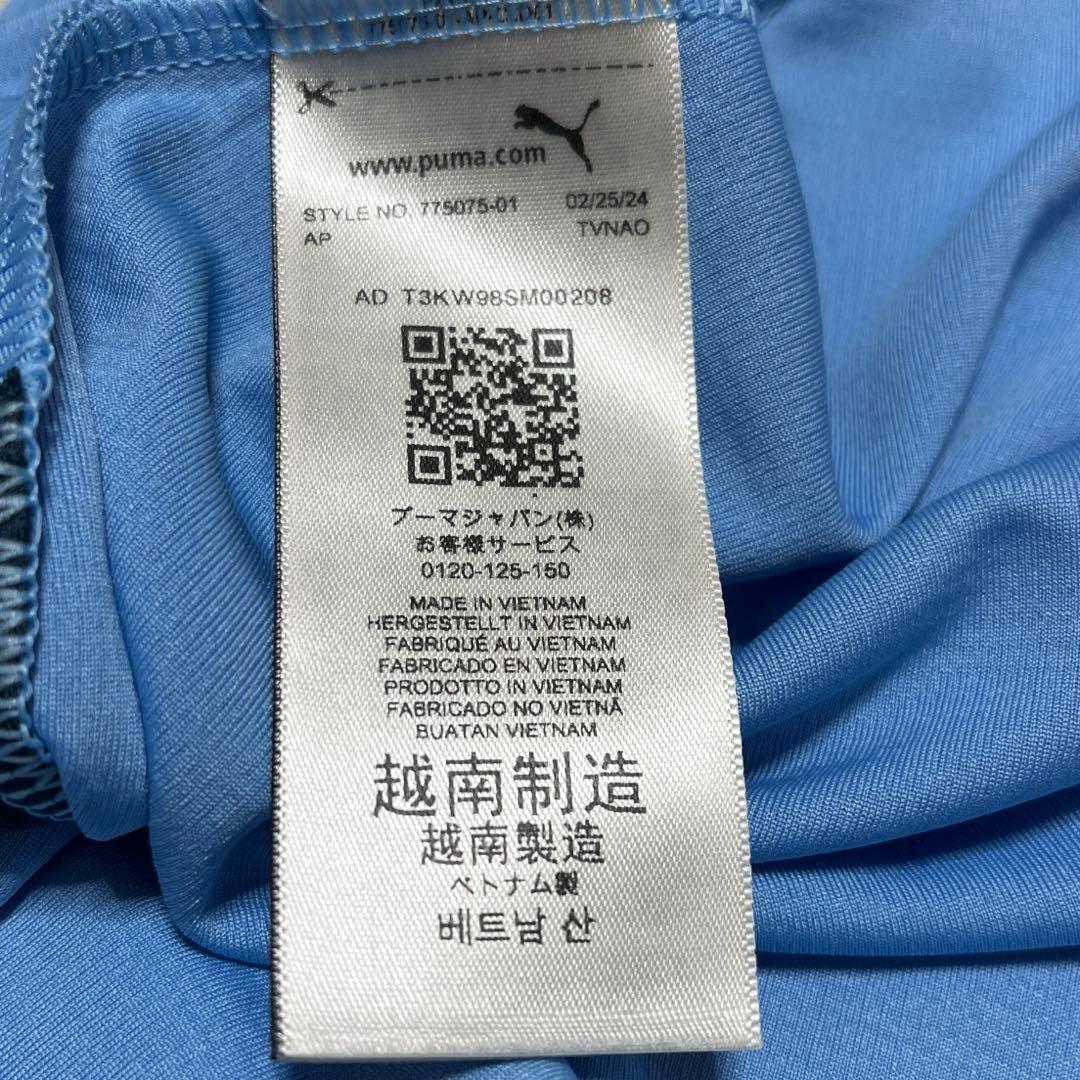 www.puma.com
STYLE NO. 775075-01 02/25/24
AP TVNAO
AD T3KW98SM00208
プーマジャパン(株)
お客様サービス
0120-125-150
MADE IN VIETNAM
HERGESTELLT IN VIETNAM
FABRIQUÉ AU VIETNAM
FABRICADO EN VIETNAM
PRODOTTO IN VIETNAM
FABRICADO NO VIETNÃ
BUATAN VIETNAM
越南制造
越南製造
ベトナム製
베트남 산